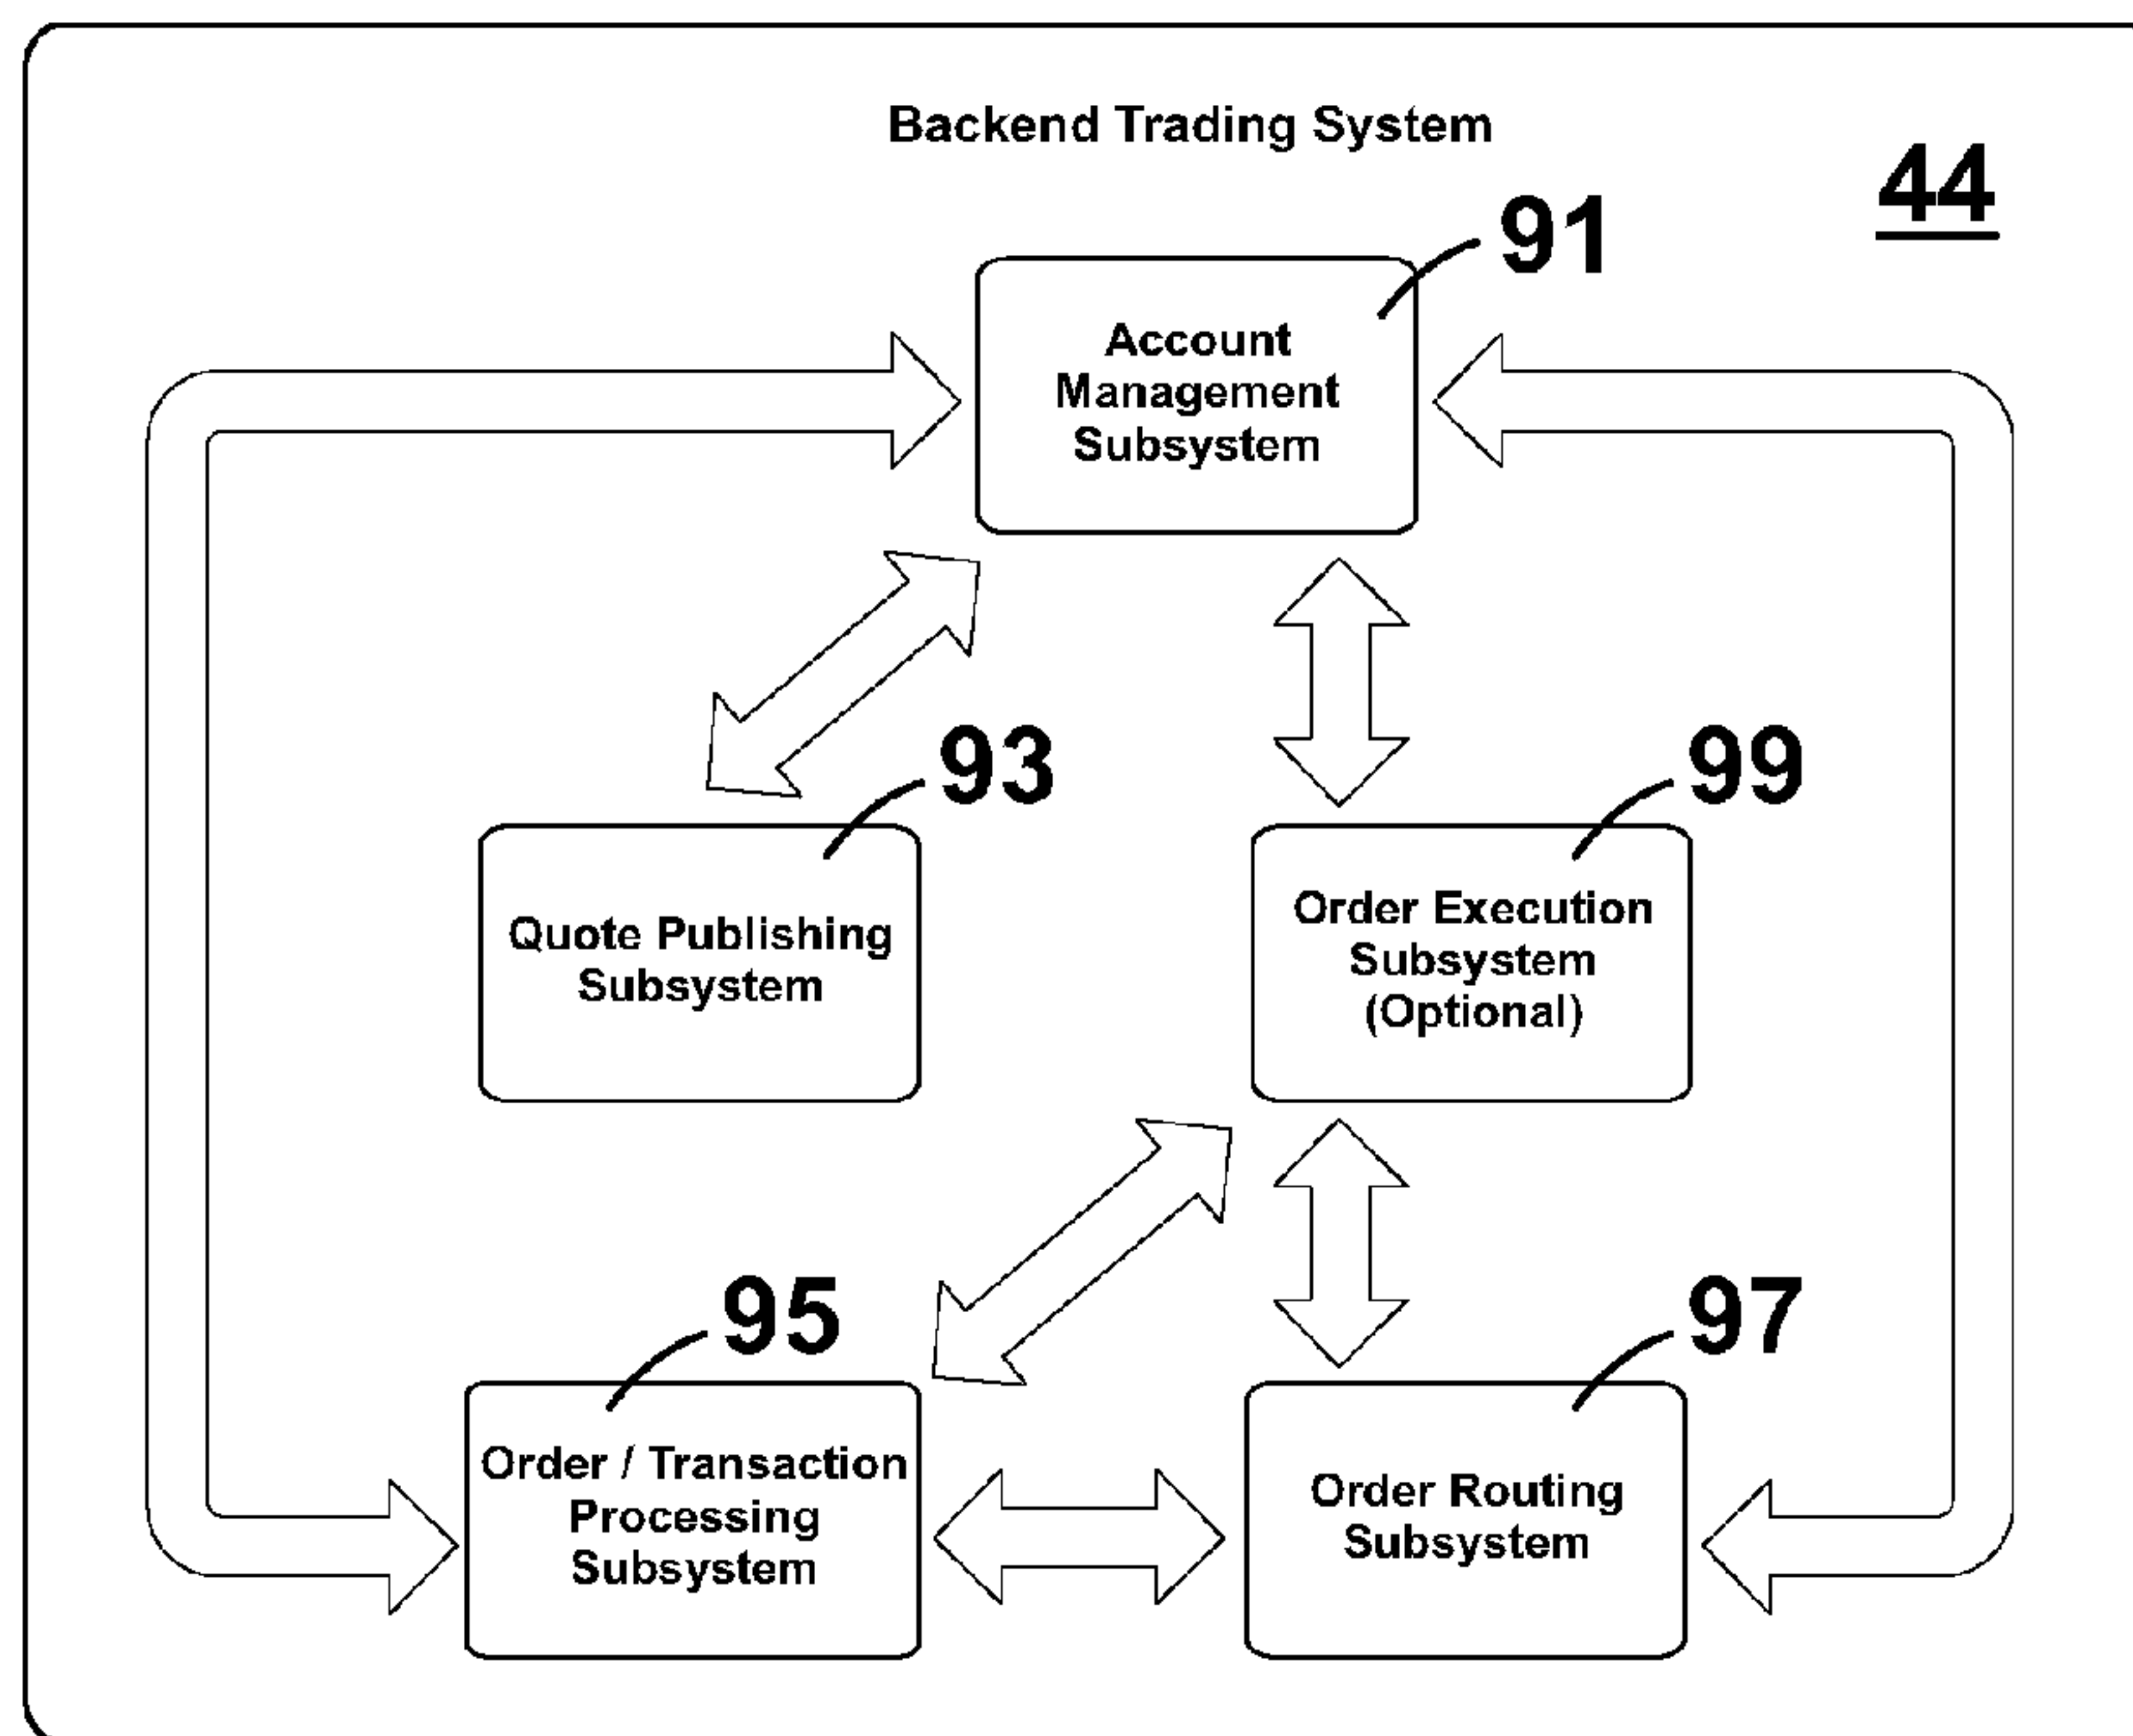 Backend Trading System
44
91
Account
Management
Subsystem
93
99
Quote Publishing
Subsystem
Order Execution
Subsystem
(Optional)
95
97
Order / Transaction
Processing
Subsystem
Order Routing
Subsystem